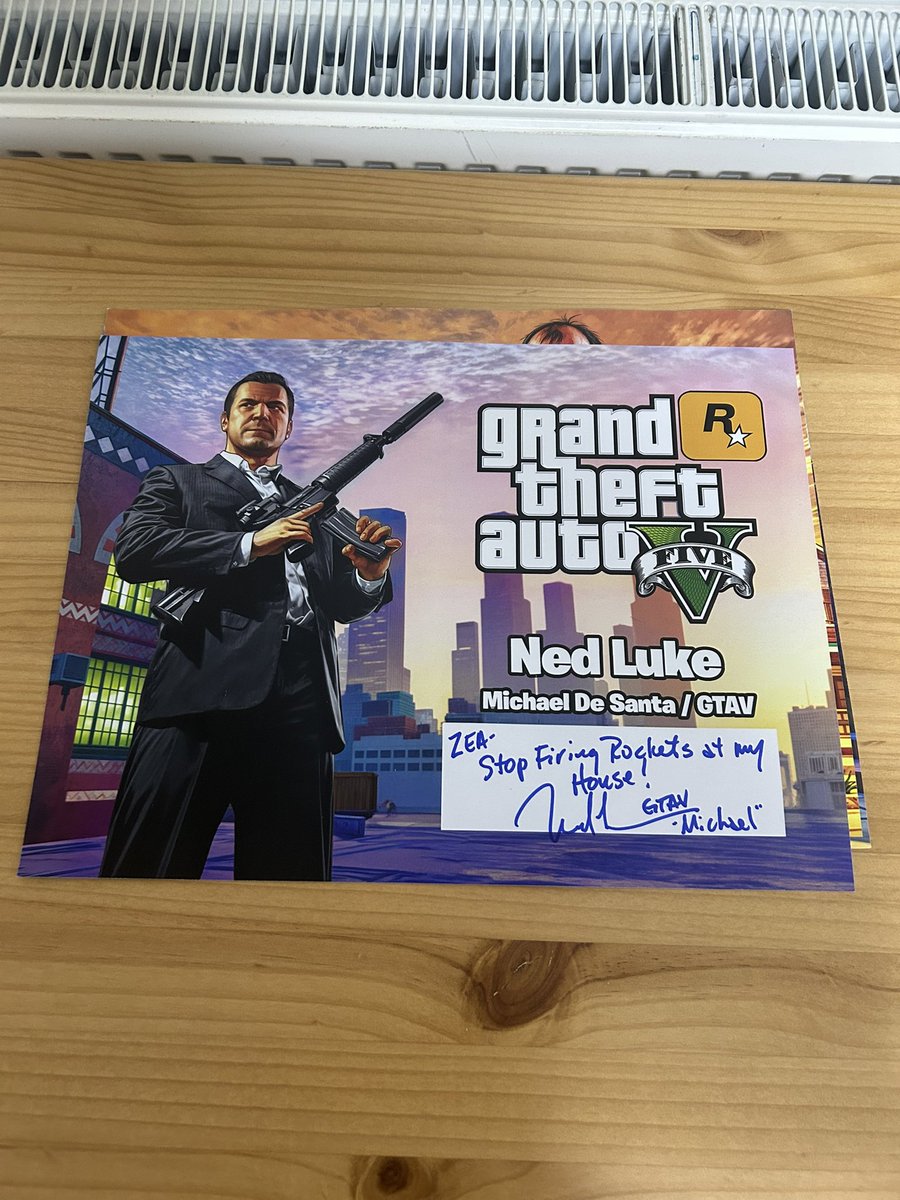 grand
R
theft
auto
FIVE
V
Ned Luke
Michael De Santa / GTAV
ZEA-
Stop Firing Rockets at my
House!
GTAV
"Michael"